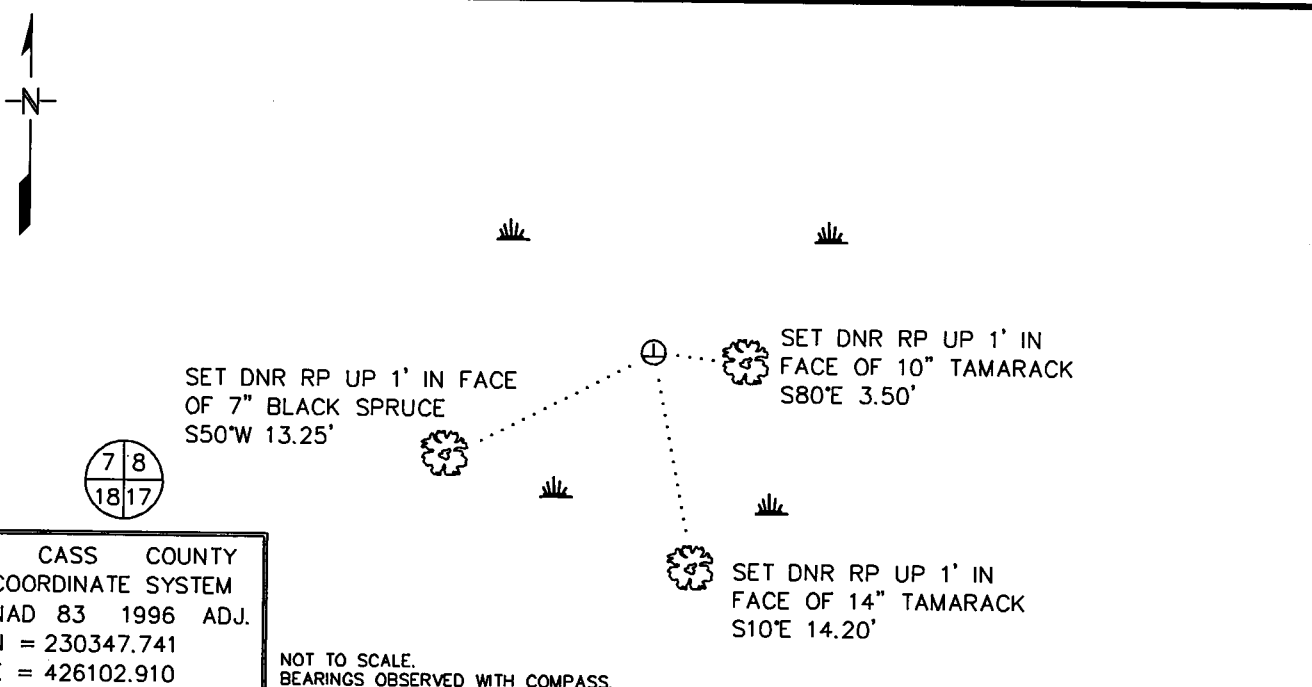 N
SET DNR RP UP 1' IN
FACE OF 10" TAMARACK
S80°E 3.50'
SET DNR RP UP 1' IN FACE
OF 7" BLACK SPRUCE
S50°W 13.25'
7 8
18 17
CASS COUNTY
COORDINATE SYSTEM
NAD 83 1996 ADJ.
N = 230347.741
E = 426102.910
SET DNR RP UP 1' IN
FACE OF 14" TAMARACK
S10°E 14.20'
NOT TO SCALE.
BEARINGS OBSERVED WITH COMPASS.